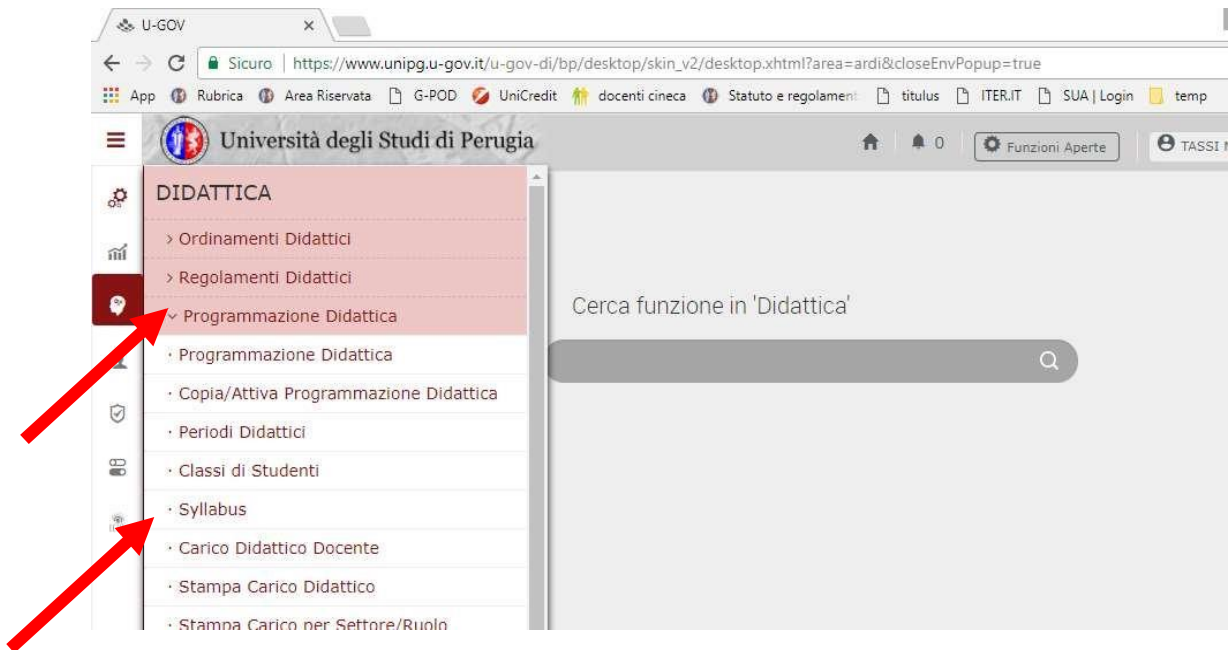 U-GOV
Sicuro | https://www.unipg.u-gov.it/u-gov-di/bp/desktop/skin_v2/desktop.xhtml?area=ardi&closeEnvPopup=true
App Rubrica Area Riservata G-POD UniCredit docenti cineca Statuto e regolament titulus ITER.IT SUA | Login temp
Università degli Studi di Perugia 0 Funzioni Aperte TASSI
DIDATTICA
> Ordinamenti Didattici
> Regolamenti Didattici
Programmazione Didattica
Cerca funzione in 'Didattica'
· Programmazione Didattica
· Copia/Attiva Programmazione Didattica
· Periodi Didattici
· Classi di Studenti
· Syllabus
· Carico Didattico Docente
· Stampa Carico Didattico
· Stampa Carico per Settore/Ruolo